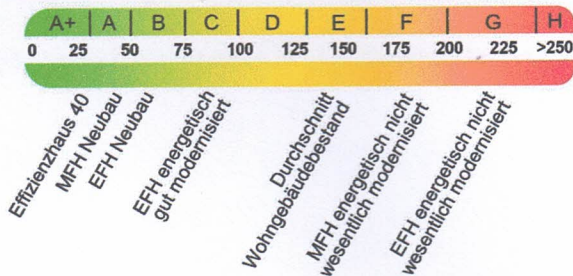 A+ A B C D E F G H
0 25 50 75 100 125 150 175 200 225 >250
Effizienzhaus 40
MFH Neubau
EFH Neubau
EFH energetisch
gut modernisiert
Durchschnitt
Wohngebäudebestand
MFH energetisch nicht
wesentlich modernisiert
EFH energetisch nicht
wesentlich modernisiert